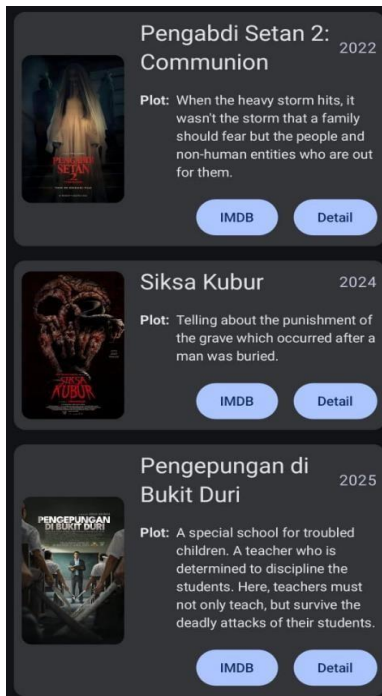 Pengabdi Setan 2:
Communion
2022
Plot: When the heavy storm hits, it
wasn't the storm that a family
should fear but the people and
non-human entities who are out
for them.
PENGABDI
SETAN
2
IMDB Detail
Siksa Kubur 2024
Plot: Telling about the punishment of
the grave which occurred after a
man was buried.
SIKSA
KUBUR
IMDB Detail
Pengepungan di
Bukit Duri
2025
Plot: A special school for troubled
children. A teacher who is
determined to discipline the
students. Here, teachers must
not only teach, but survive the
deadly attacks of their students.
PENGEPUNGAN
DI BUKIT DURI
IMDB Detail